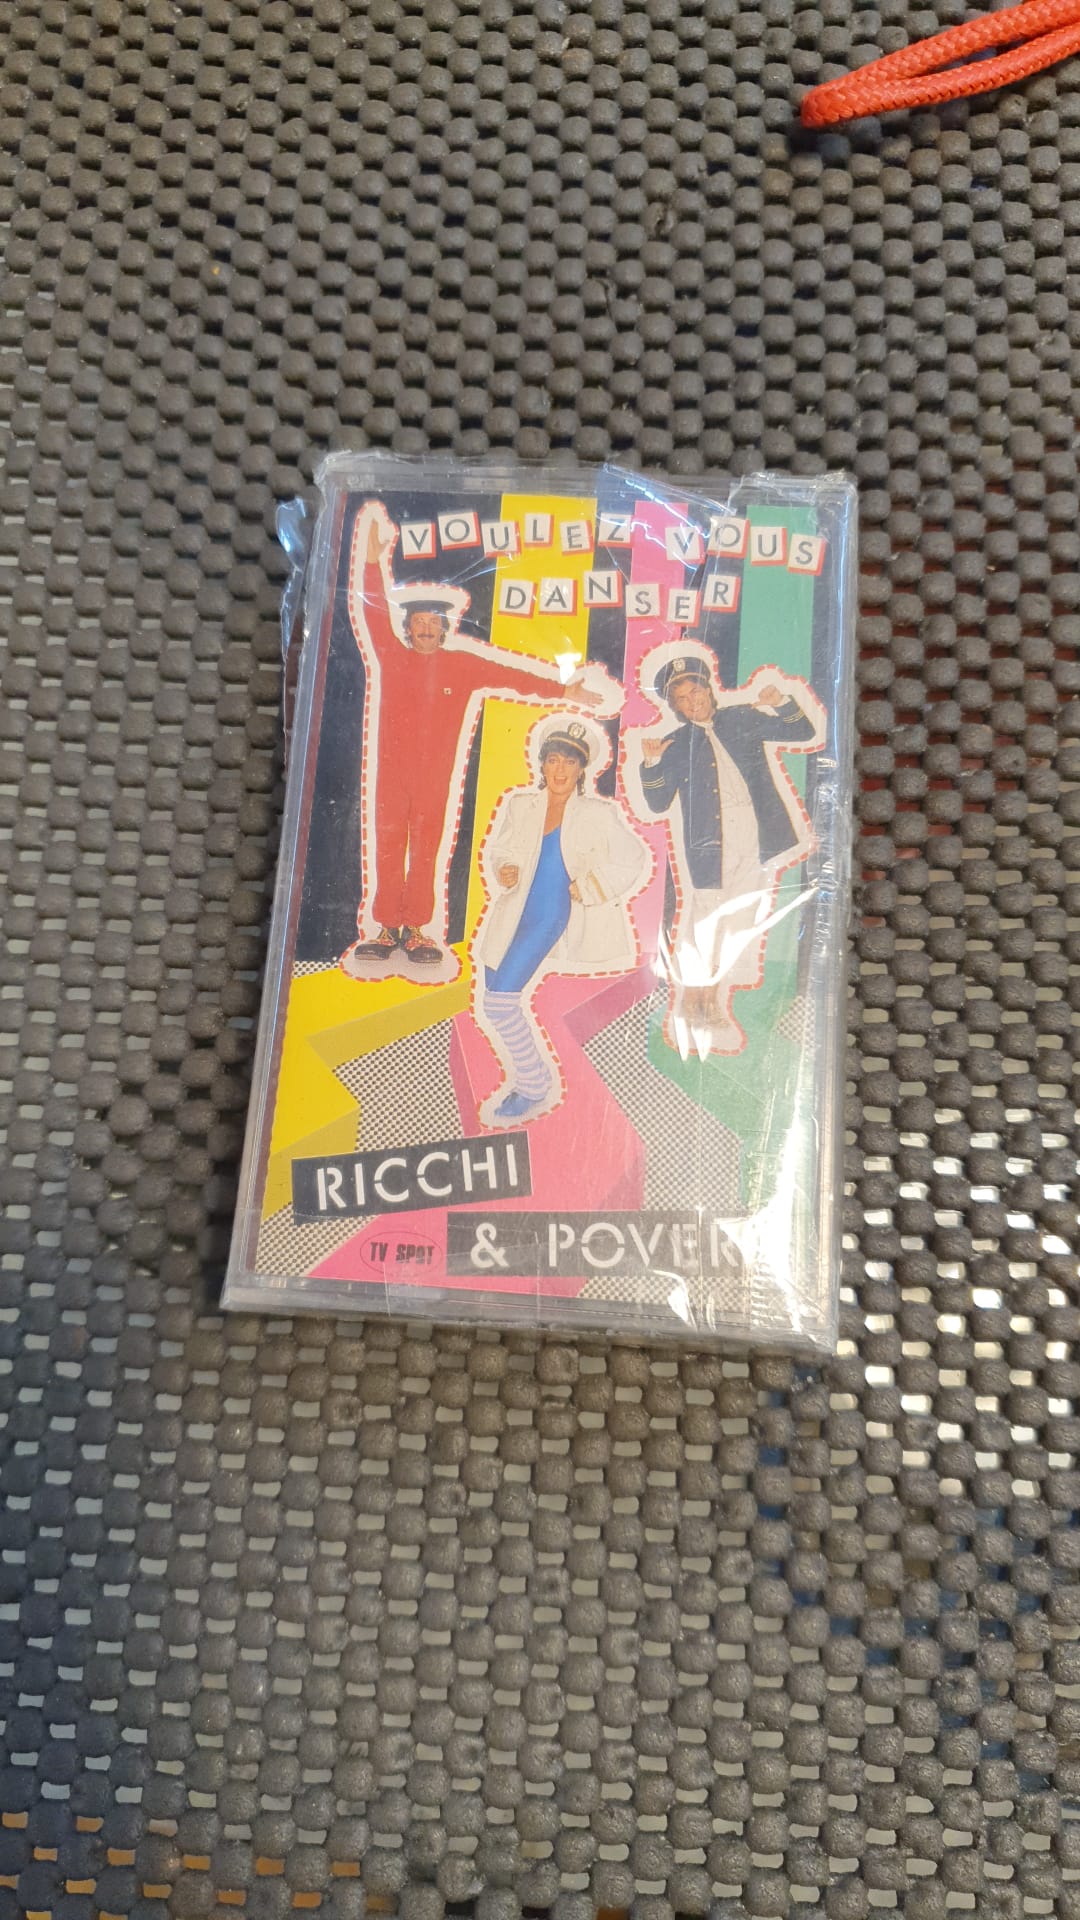 VOULEZ VOUS
DANSER
RICCHI
TV SPOT
& POVER